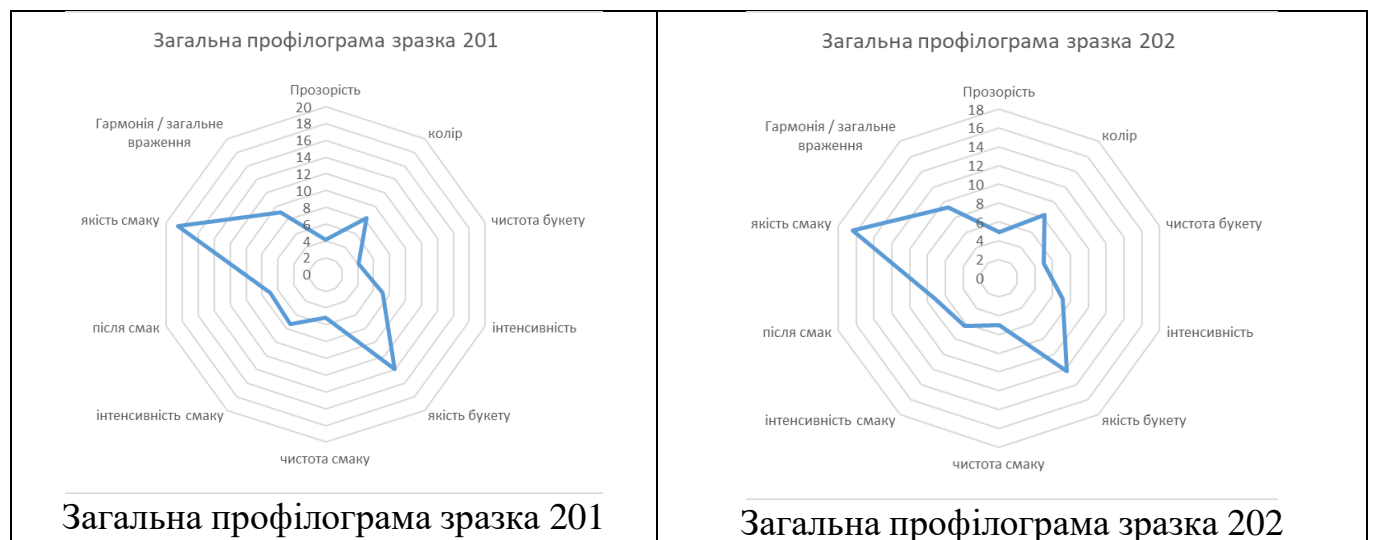 Загальна профілограма зразка 201
Прозорість
колір
чистота букету
інтенсивність
якість букету
чистота смаку
інтенсивність смаку
після смак
якість смаку
Гармонія / загальне
враження
20
18
16
14
12
10
8
6
4
2
0
Загальна профілограма зразка 201
Загальна профілограма зразка 202
Прозорість
колір
чистота букету
інтенсивність
якість букету
чистота смаку
інтенсивність смаку
після смак
якість смаку
Гармонія / загальне
враження
18
16
14
12
10
8
6
4
2
0
Загальна профілограма зразка 202